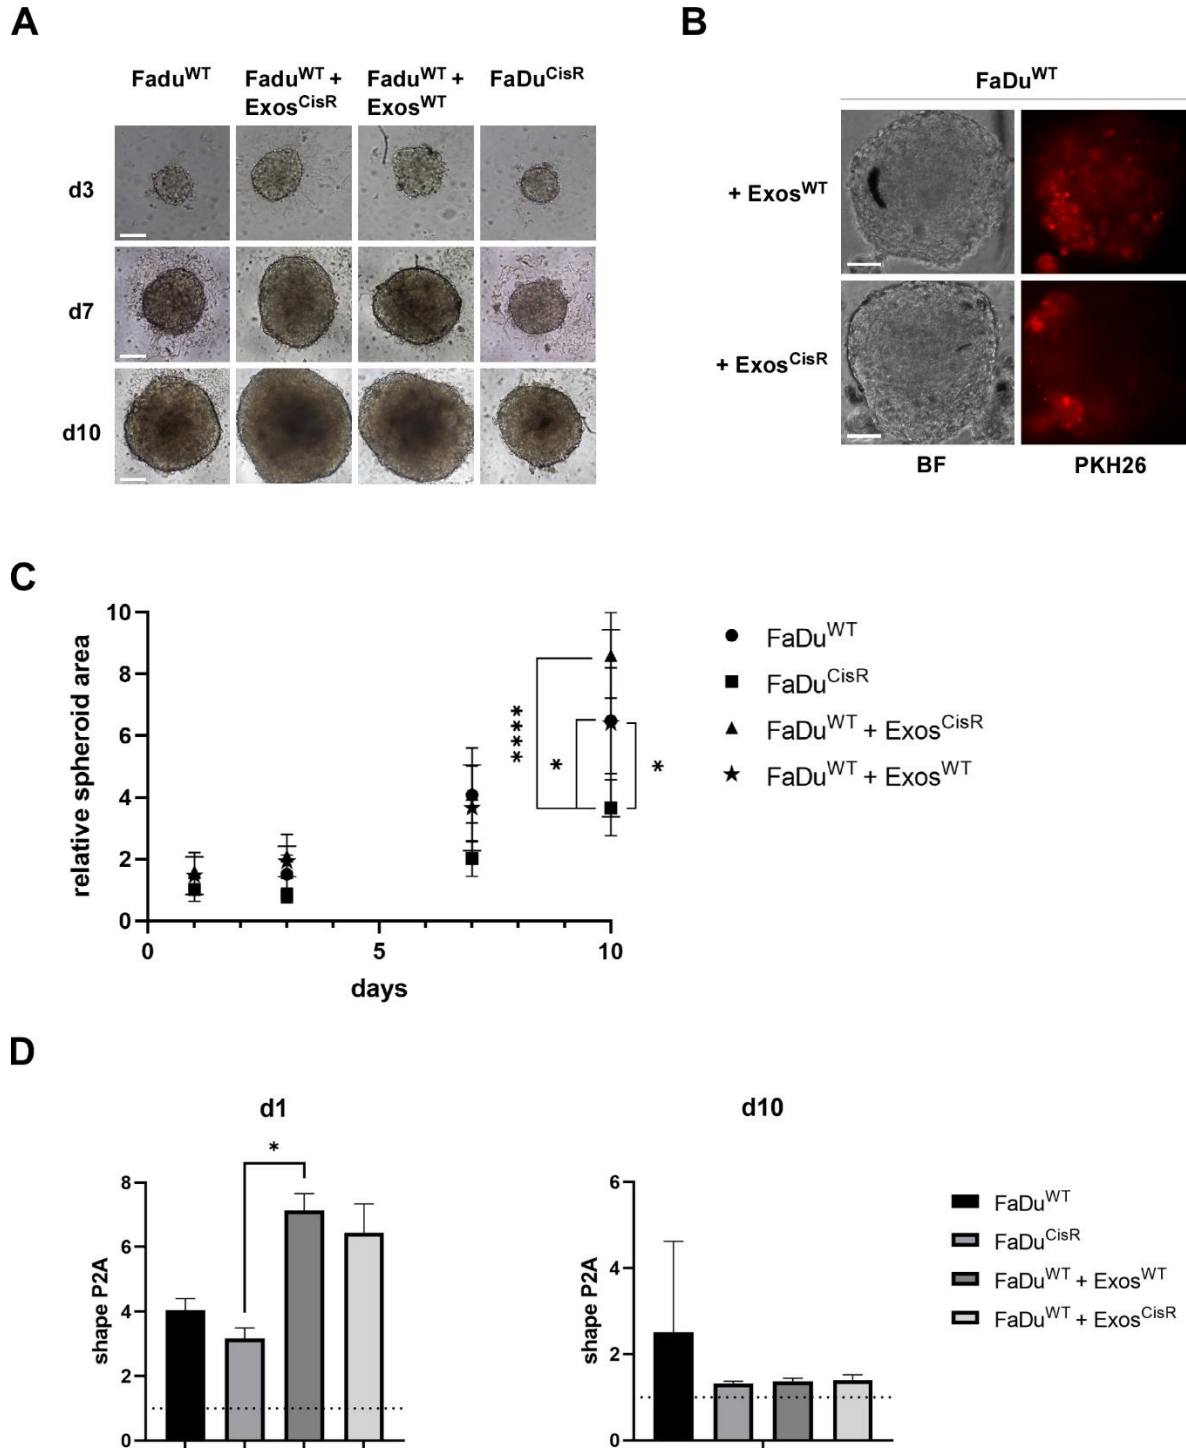 A
Fadu^WT
Fadu^WT +
Exos^CisR
Fadu^WT +
Exos^WT
FaDu^CisR
d3
d7
d10
B
FaDu^WT
+ Exos^WT
+ Exos^CisR
BF
PKH26
C
relative spheroid area
10
8
6
4
2
0
0
5
10
days
****
*
*
FaDu^WT
FaDu^CisR
FaDu^WT + Exos^CisR
FaDu^WT + Exos^WT
D
d1
shape P2A
8
6
4
2
0
*
d10
shape P2A
6
4
2
0
FaDu^WT
FaDu^CisR
FaDu^WT + Exos^WT
FaDu^WT + Exos^CisR